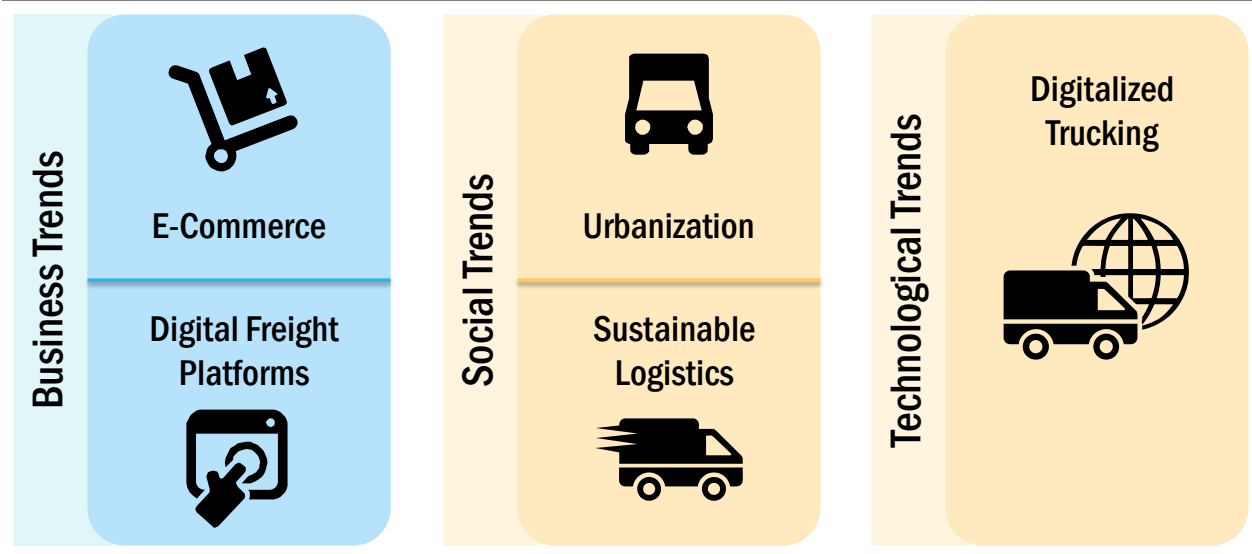 Business Trends
E-Commerce
Digital Freight
Platforms
Social Trends
Urbanization
Sustainable
Logistics
Technological Trends
Digitalized
Trucking